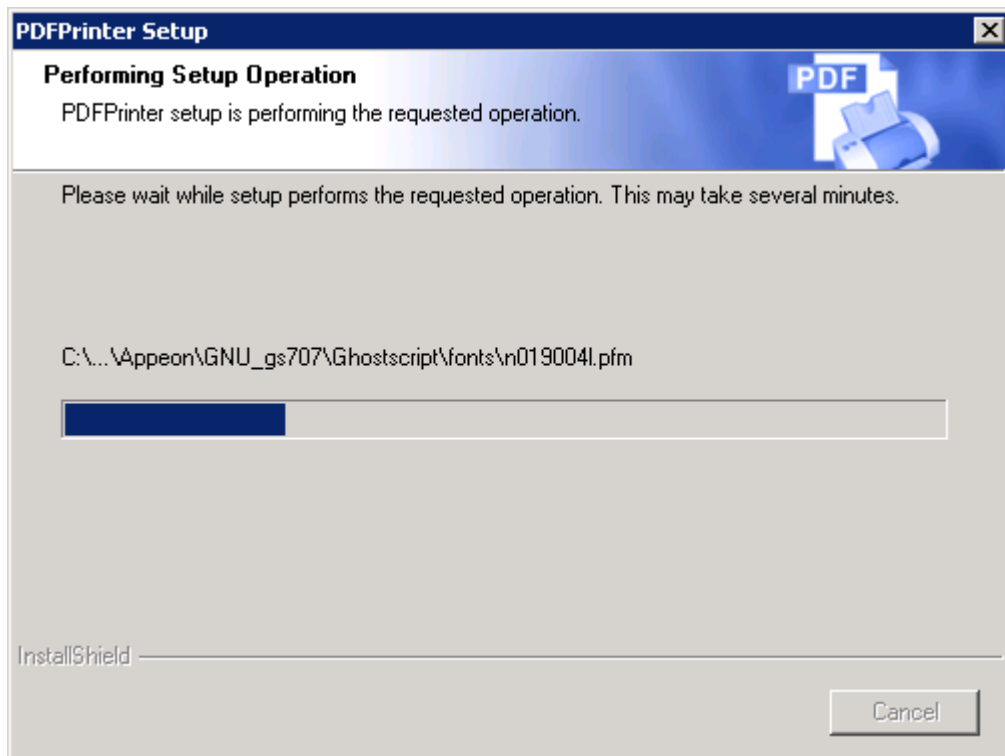 PDFPrinter Setup
Performing Setup Operation
PDFPrinter setup is performing the requested operation.
PDF
Please wait while setup performs the requested operation. This may take several minutes.
C:\...\Appeon\GNU_gs707\Ghostscript\fonts\n019004l.pfm
InstallShield
Cancel